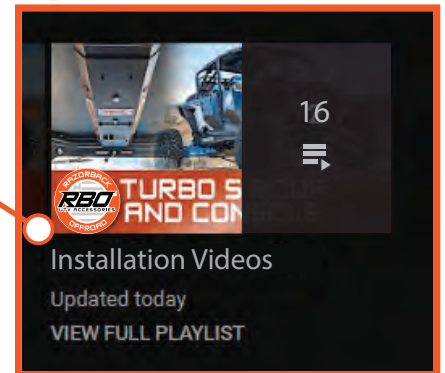 16
RAZORBACK
RBO
UTV ACCESSORIES
OFFROAD
TURBO S
AND CON
Installation Videos
Updated today
VIEW FULL PLAYLIST